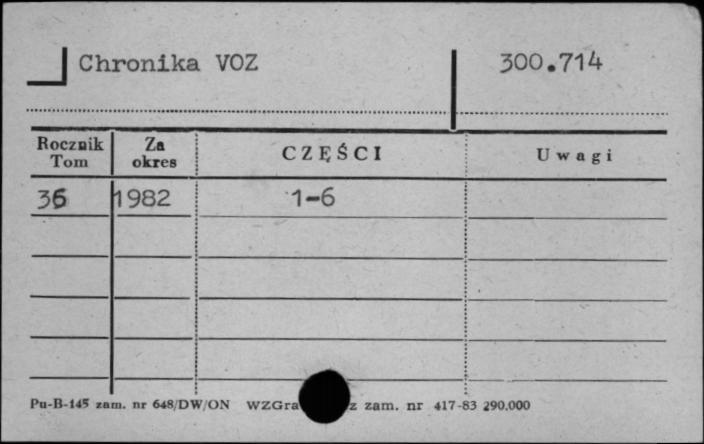 Chronika VOZ 300.714
Rocznik Tom Za okres CZĘŚCI Uwagi
36 1982 1-6
Pu-B-145 zam. nr 648/DW/ON WZGra z zam. nr 417-83 290.000